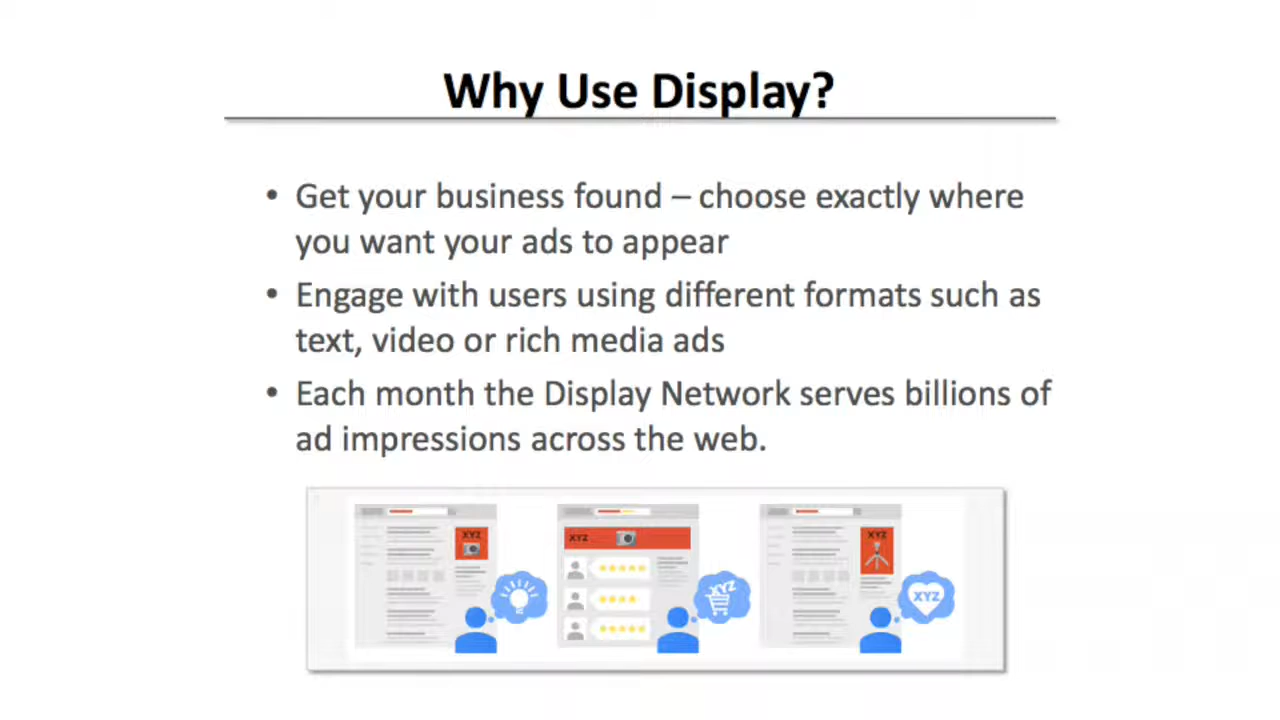 Why Use Display?
• Get your business found – choose exactly where
you want your ads to appear
• Engage with users using different formats such as
text, video or rich media ads
• Each month the Display Network serves billions of
ad impressions across the web.
XYZ
XYZ
XYZ
XYZ
XYZ